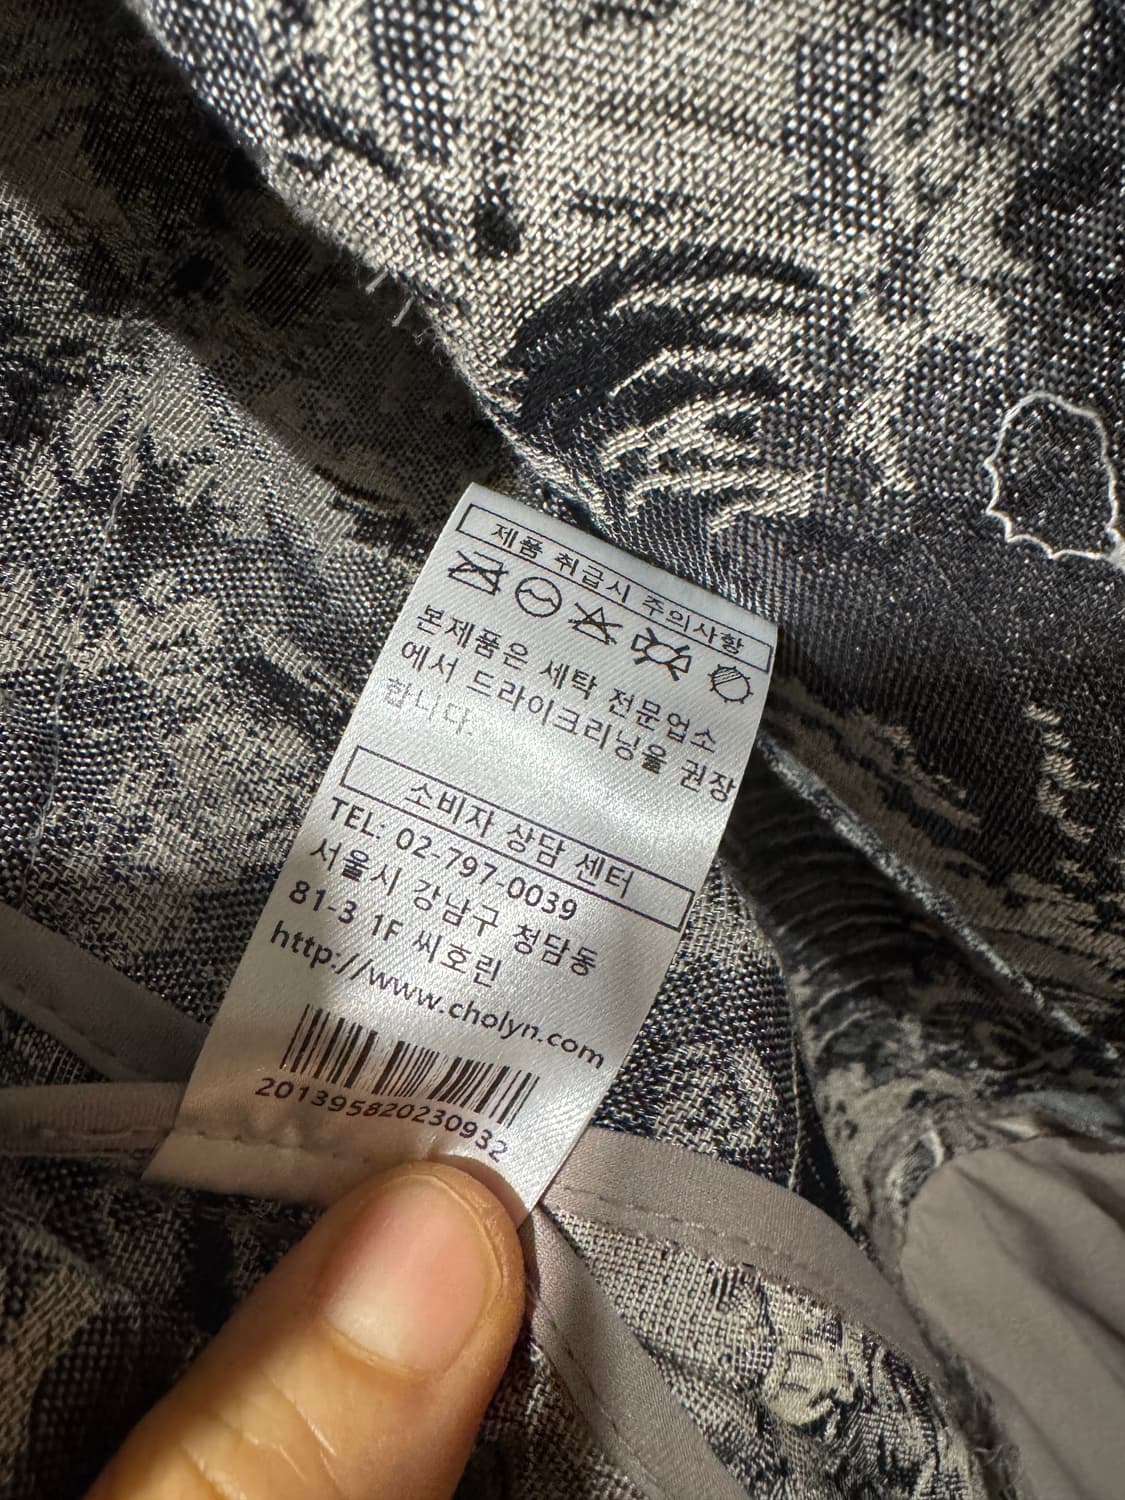 제품 취급시 주의사항
본제품은 세탁 전문업소
에서 드라이크리닝을 권장
합니다.
소비자 상담 센터
TEL: 02-797-0039
서울시 강남구 청담동
81-3 1F 씨호린
http://www.cholyn.com
2013958202309​32